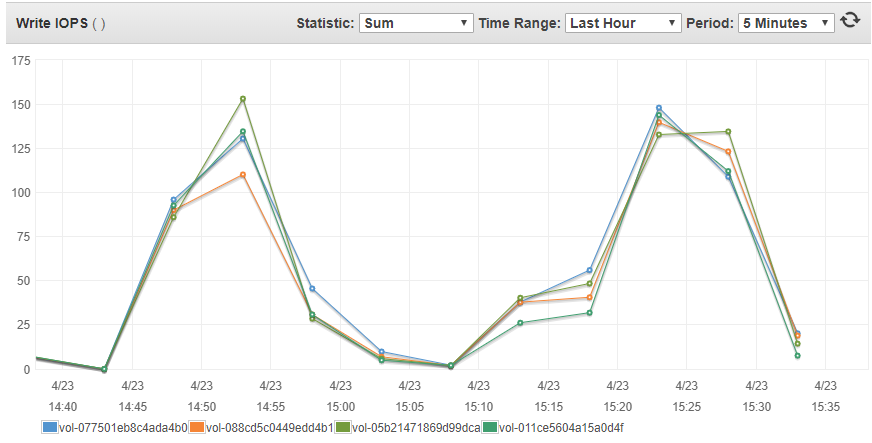 Write IOPS ( ) Statistic: Sum Time Range: Last Hour Period: 5 Minutes
175
150
125
100
75
50
25
0
4/23 4/23 4/23 4/23 4/23 4/23 4/23 4/23 4/23 4/23 4/23 4/23
14:40 14:45 14:50 14:55 15:00 15:05 15:10 15:15 15:20 15:25 15:30 15:35
vol-077501eb8c4ada4b0 vol-088cd5c0449edd4b1 vol-05b21471869d99dca vol-011ce5604a15a0d4f